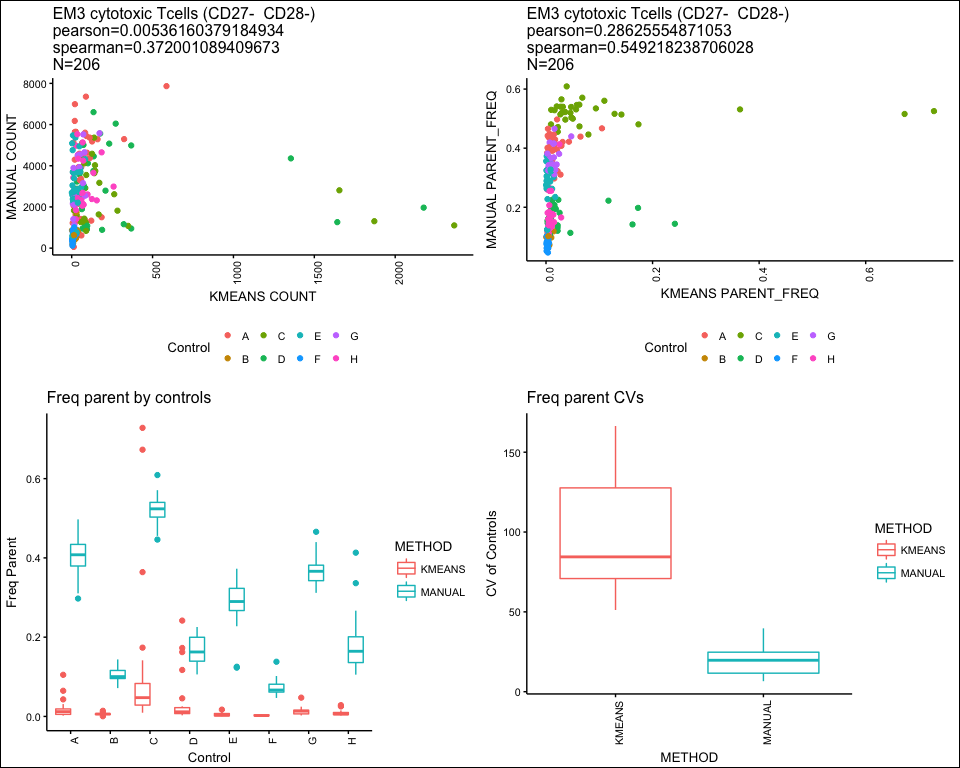 EM3 cytotoxic Tcells (CD27-  CD28-)
pearson=0.00536160379184934
spearman=0.372001089409673
N=206
MANUAL COUNT
8000
6000
4000
2000
0
0
500
1000
1500
2000
KMEANS COUNT
Control
A
C
E
G
B
D
F
H
EM3 cytotoxic Tcells (CD27-  CD28-)
pearson=0.28625554871053
spearman=0.549218238706028
N=206
MANUAL PARENT_FREQ
0.6
0.4
0.2
0.0
0.2
0.4
0.6
KMEANS PARENT_FREQ
Control
A
C
E
G
B
D
F
H
Freq parent by controls
Freq Parent
0.6
0.4
0.2
0.0
A
B
C
D
E
F
G
H
Control
METHOD
KMEANS
MANUAL
Freq parent CVs
CV of Controls
150
100
50
0
KMEANS
MANUAL
METHOD
METHOD
KMEANS
MANUAL